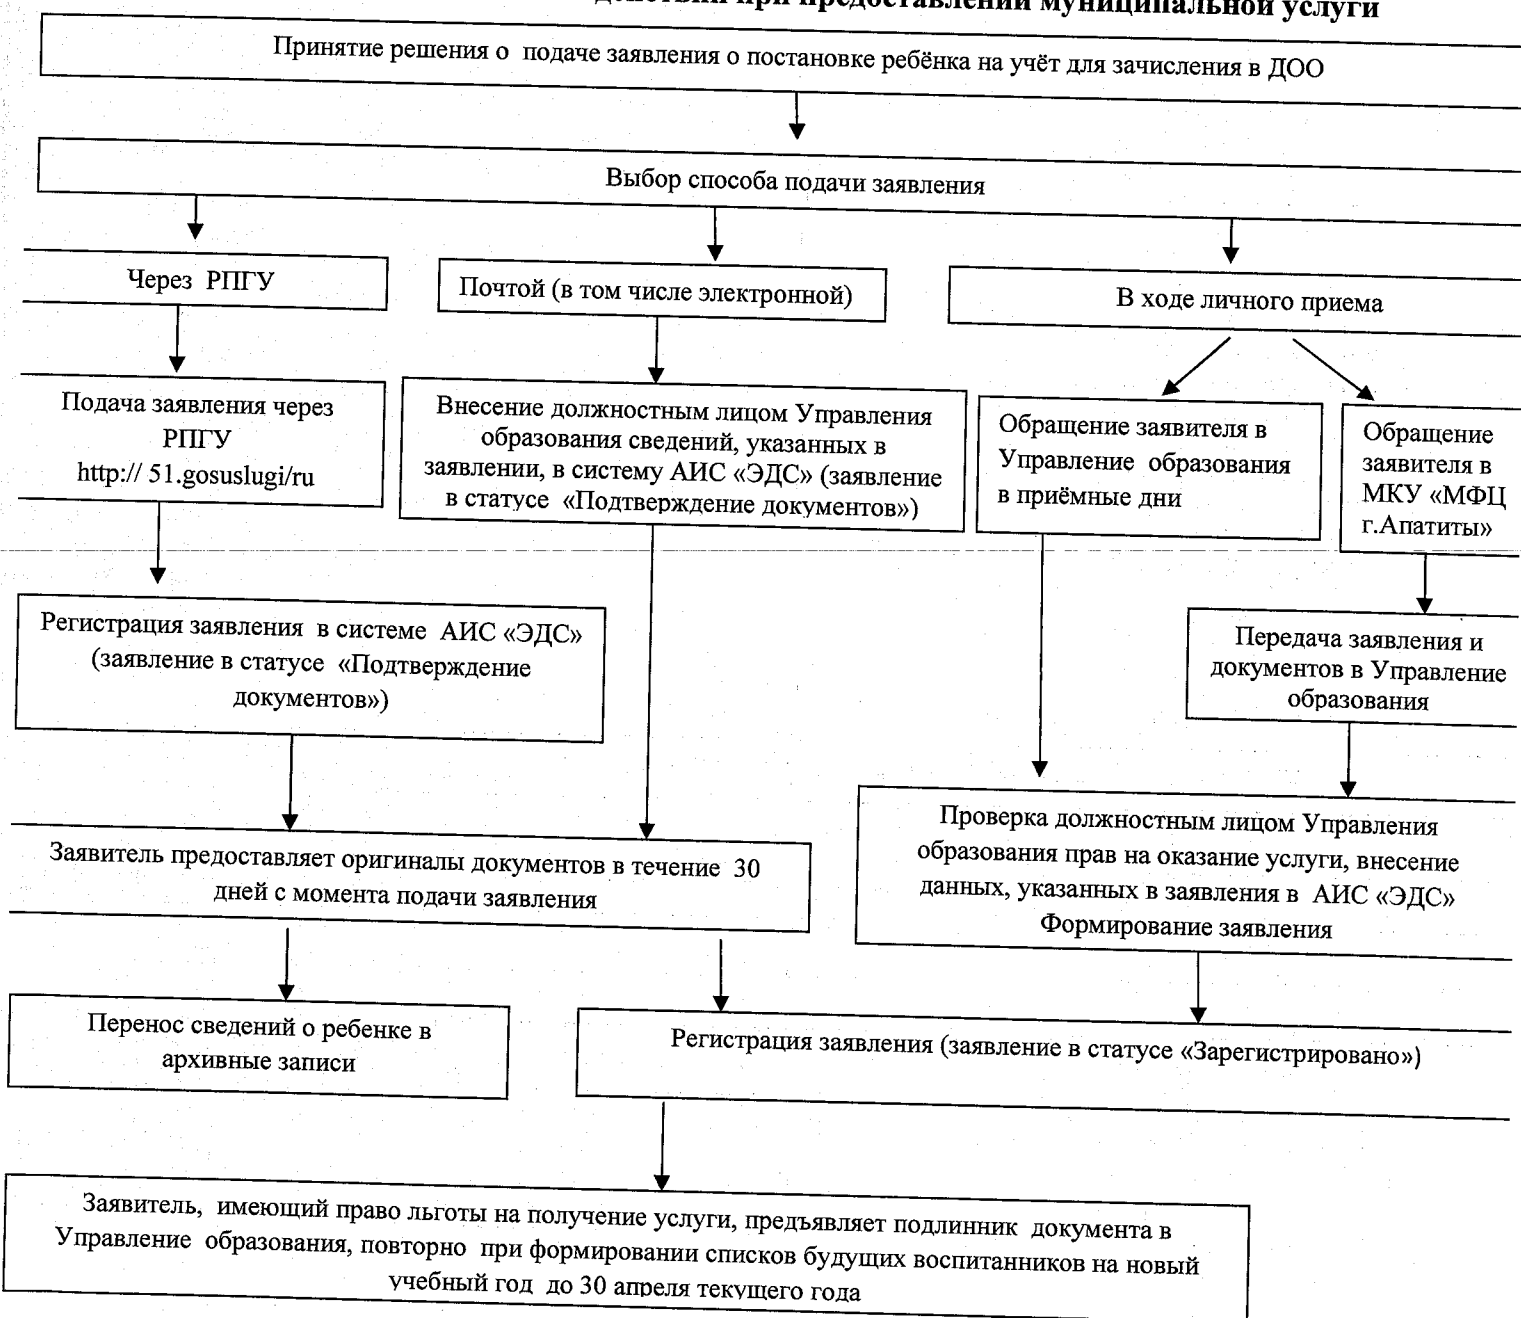 при предоставлении муниципальной услуги
Принятие решения о подаче заявления о постановке ребёнка на учёт для зачисления в ДОО
Выбор способа подачи заявления
Через РПГУ
Почтой (в том числе электронной)
В ходе личного приема
Подача заявления через
РПГУ
http:// 51.gosuslugi/ru
Внесение должностным лицом Управления
образования сведений, указанных в
заявлении, в систему АИС «ЭДС» (заявление
в статусе «Подтверждение документов»)
Обращение заявителя в
Управление образования
в приёмные дни
Обращение
заявителя в
МКУ «МФЦ
г.Апатиты»
Регистрация заявления в системе АИС «ЭДС»
(заявление в статусе «Подтверждение
документов»)
Передача заявления и
документов в Управление
образования
Заявитель предоставляет оригиналы документов в течение 30
дней с момента подачи заявления
Проверка должностным лицом Управления
образования прав на оказание услуги, внесение
данных, указанных в заявления в АИС «ЭДС»
Формирование заявления
Перенос сведений о ребенке в
архивные записи
Регистрация заявления (заявление в статусе «Зарегистрировано»)
Заявитель, имеющий право льготы на получение услуги, предъявляет подлинник документа в
Управление образования, повторно при формировании списков будущих воспитанников на новый
учебный год до 30 апреля текущего года